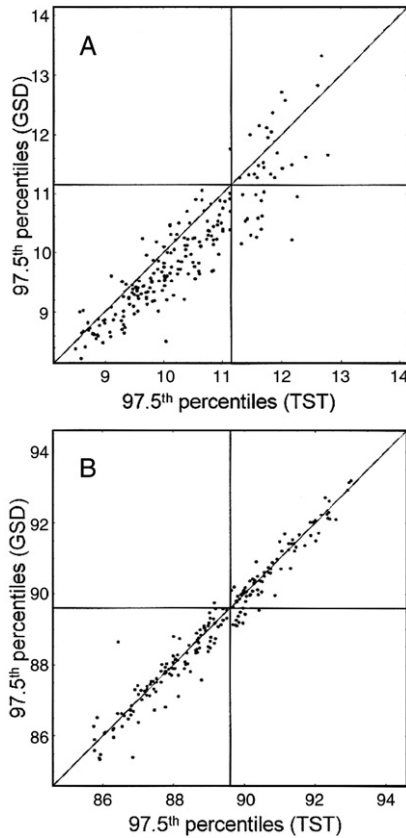 A
14
13
12
11
10
9
97.5th percentiles (GSD)
9 10 11 12 13 14
97.5th percentiles (TST)
B
94
92
90
88
86
97.5th percentiles (GSD)
86 88 90 92 94
97.5th percentiles (TST)